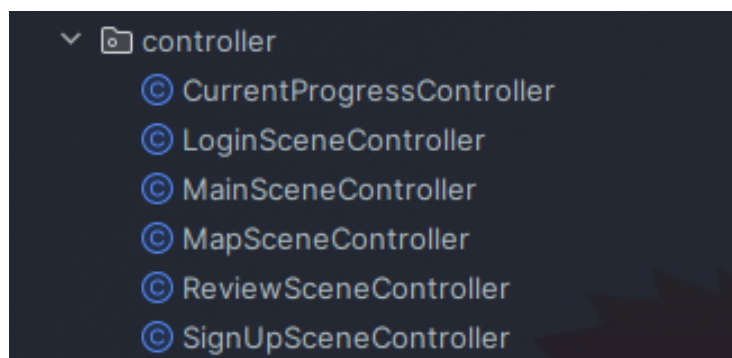 controller
CurrentProgressController
LoginSceneController
MainSceneController
MapSceneController
ReviewSceneController
SignUpSceneController